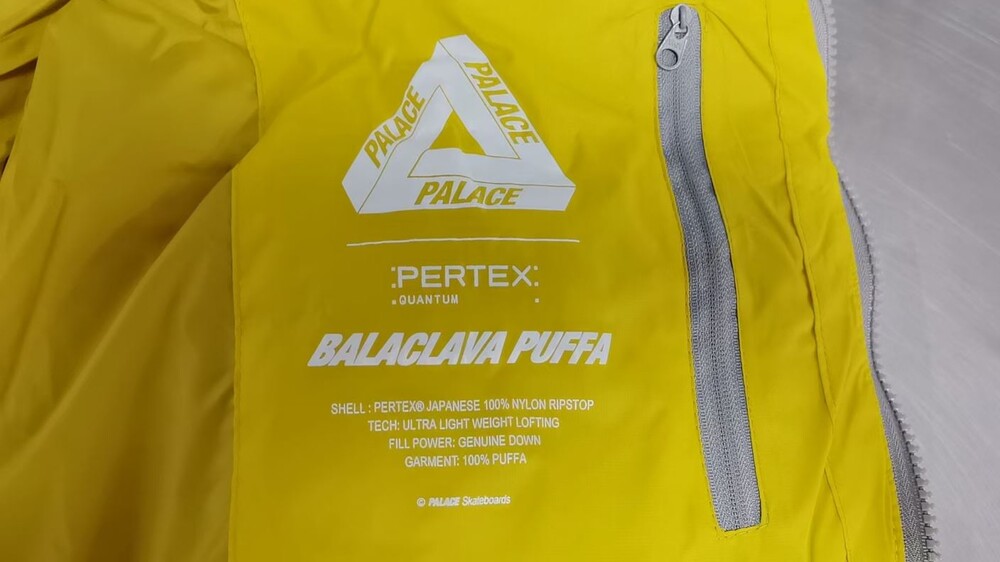 PALACE
PALACE
PALACE
:PERTEX:
QUANTUM
BALACLAVA PUFFA
SHELL : PERTEX® JAPANESE 100% NYLON RIPSTOP
TECH: ULTRA LIGHT WEIGHT LOFTING
FILL POWER: GENUINE DOWN
GARMENT: 100% PUFFA
© PALACE Skateboards